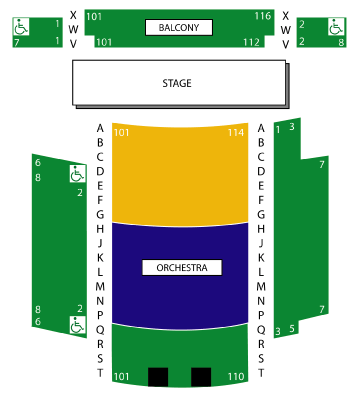 X 101 116 X
1 BALCONY 2
W W
7 1 101 112 2 8
V V
STAGE
A 101 114 A 1 3
B B
C C
6 D D 7
8 E E
2 F F
G G
H H
J J
K ORCHESTRA K
L L
M M
8 2 N N 7
6 P P
Q Q 3 5
R R
S S
T 101 110 T